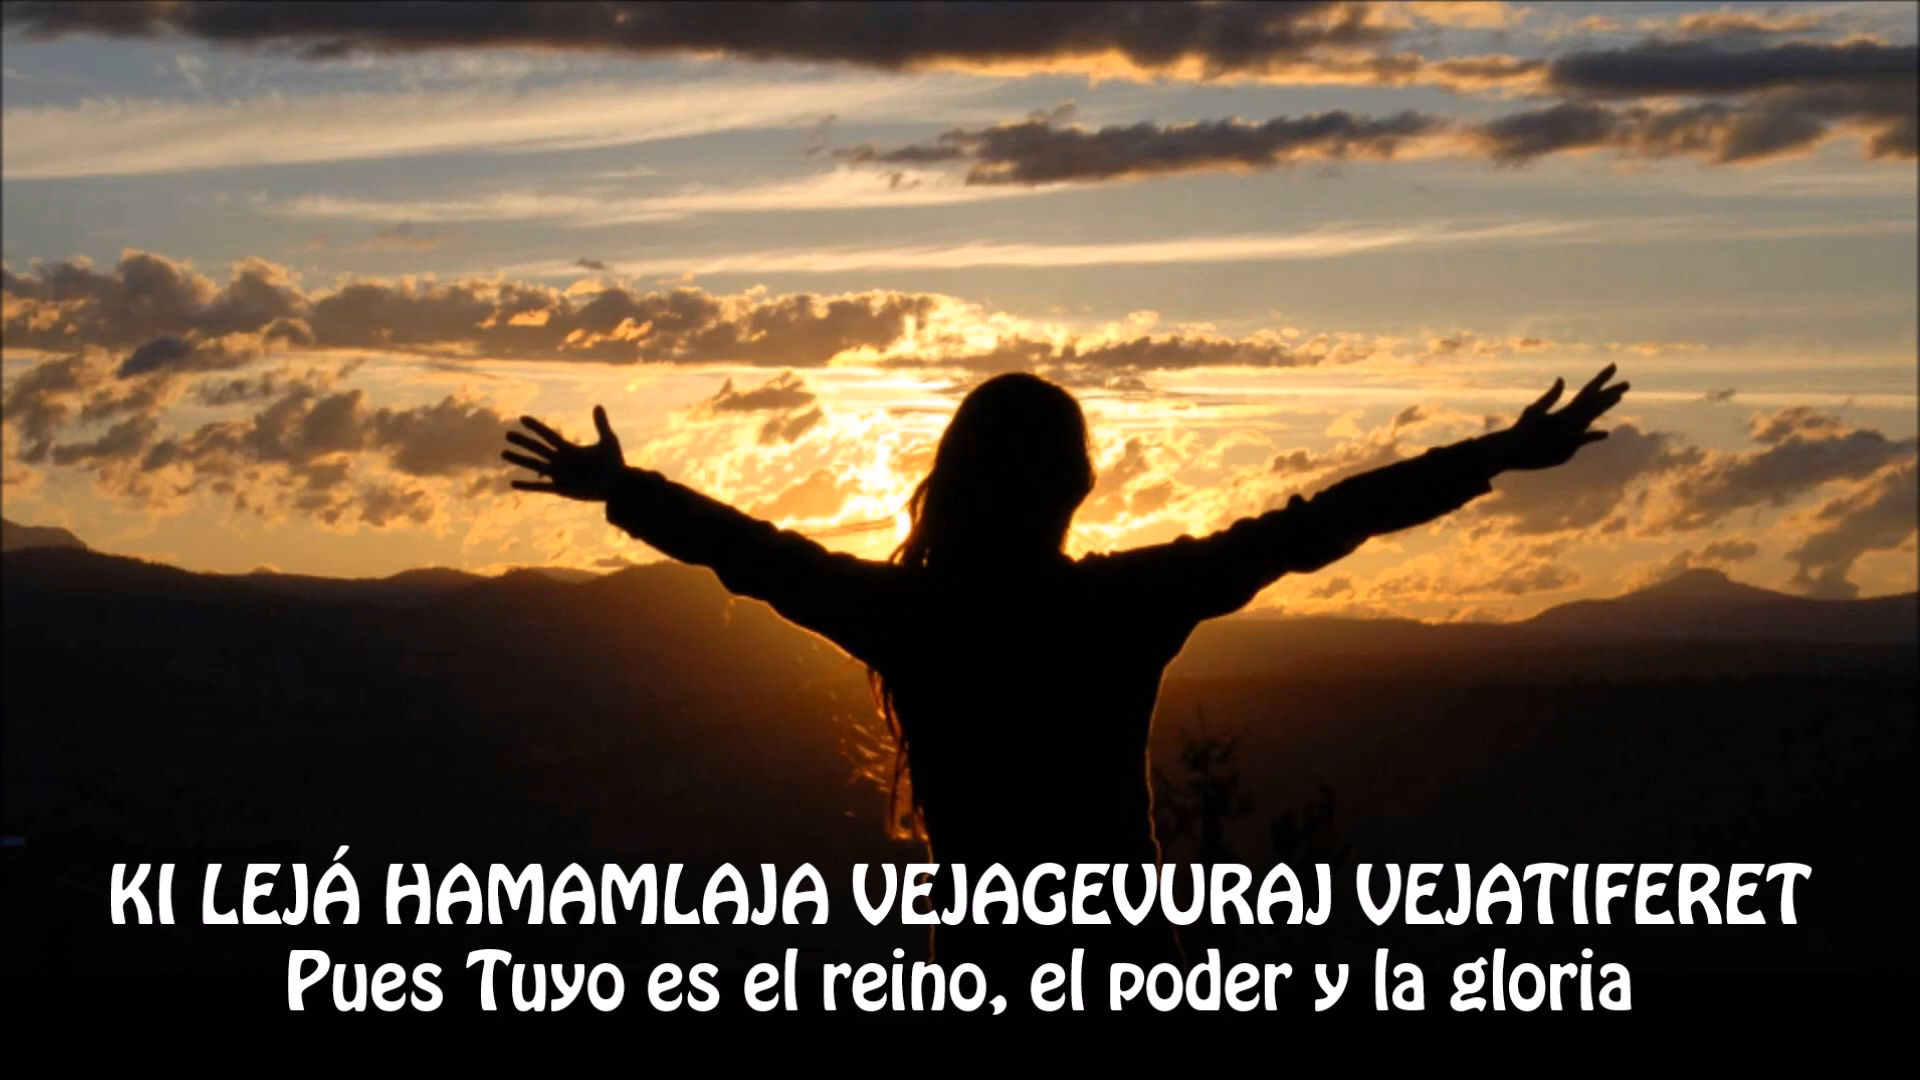 KI LEJÁ HAMAMLAJA VEJAGEVURAJ VEJATIFERET
Pues Tuyo es el reino, el poder y la gloria